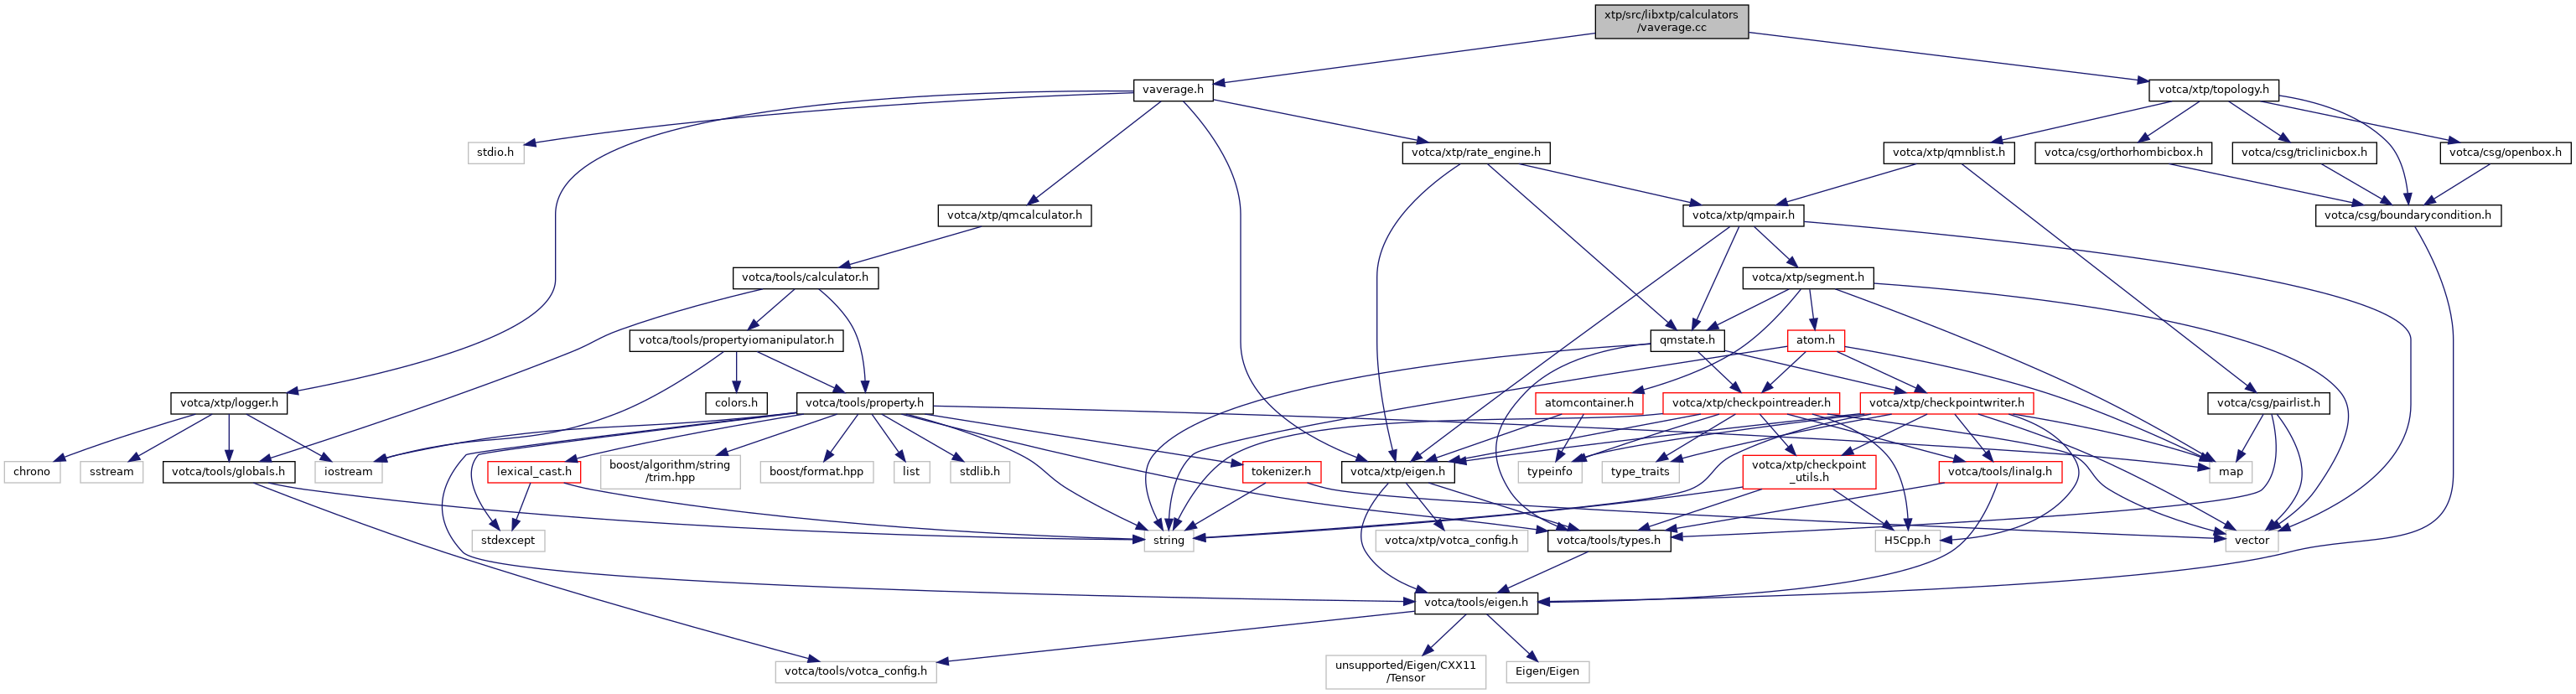 xtp/src/libxtp/calculators
/vaverage.cc
vaverage.h
votca/xtp/topology.h
stdio.h
votca/xtp/rate_engine.h
votca/xtp/qmnblist.h
votca/csg/orthorhombicbox.h
votca/csg/triclinicbox.h
votca/csg/openbox.h
votca/xtp/qmcalculator.h
votca/xtp/qmpair.h
votca/csg/boundarycondition.h
votca/tools/calculator.h
votca/xtp/segment.h
votca/tools/propertyiomanipulator.h
qmstate.h
atom.h
votca/xtp/logger.h
colors.h
votca/tools/property.h
atomcontainer.h
votca/xtp/checkpointreader.h
votca/xtp/checkpointwriter.h
votca/csg/pairlist.h
chrono
sstream
votca/tools/globals.h
iostream
lexical_cast.h
boost/algorithm/string
/trim.hpp
boost/format.hpp
list
stdlib.h
tokenizer.h
votca/xtp/eigen.h
typeinfo
type_traits
votca/xtp/checkpoint
_utils.h
votca/tools/linalg.h
map
stdexcept
string
votca/xtp/votca_config.h
votca/tools/types.h
H5Cpp.h
vector
votca/tools/eigen.h
votca/tools/votca_config.h
unsupported/Eigen/CXX11
/Tensor
Eigen/Eigen